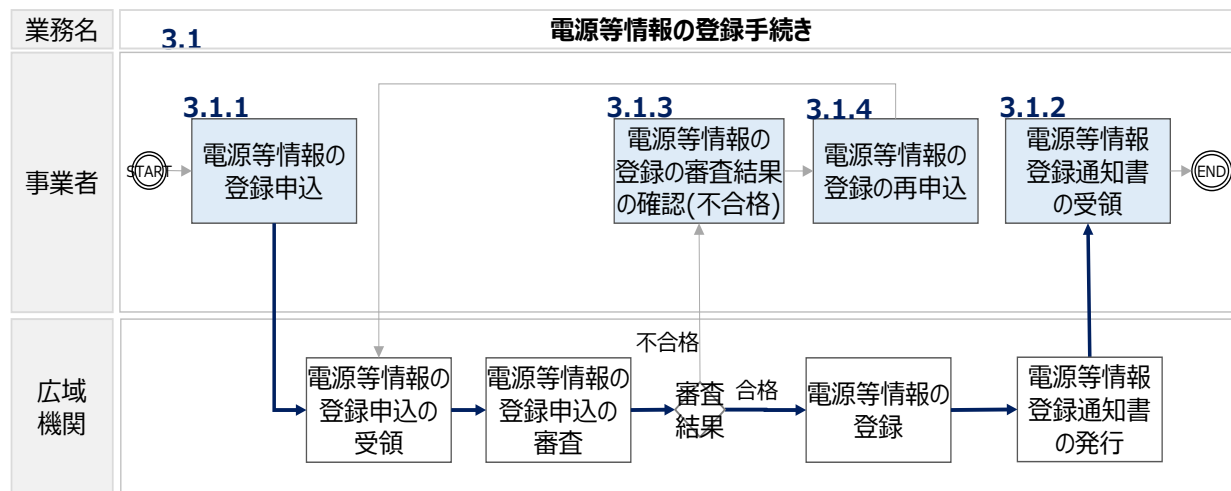 業務名
3.1
電源等情報の登録手続き
事業者
START
3.1.1
電源等情報の
登録申込
3.1.3
電源等情報の
登録の審査結果
の確認(不合格)
3.1.4
電源等情報の
登録の再申込
3.1.2
電源等情報
登録通知書
の受領
END
広域
機関
電源等情報の
登録申込の
受領
電源等情報の
登録申込の
審査
不合格
審査
結果
合格
電源等情報の
登録
電源等情報
登録通知書
の発行